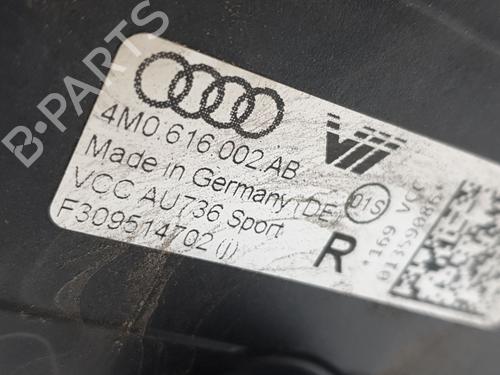 B-PARTS
4M0.616.002.AB
Made in Germany (DE)
01S
VCC AU736 Sport
F309514702 (j)
R
*169 VCC